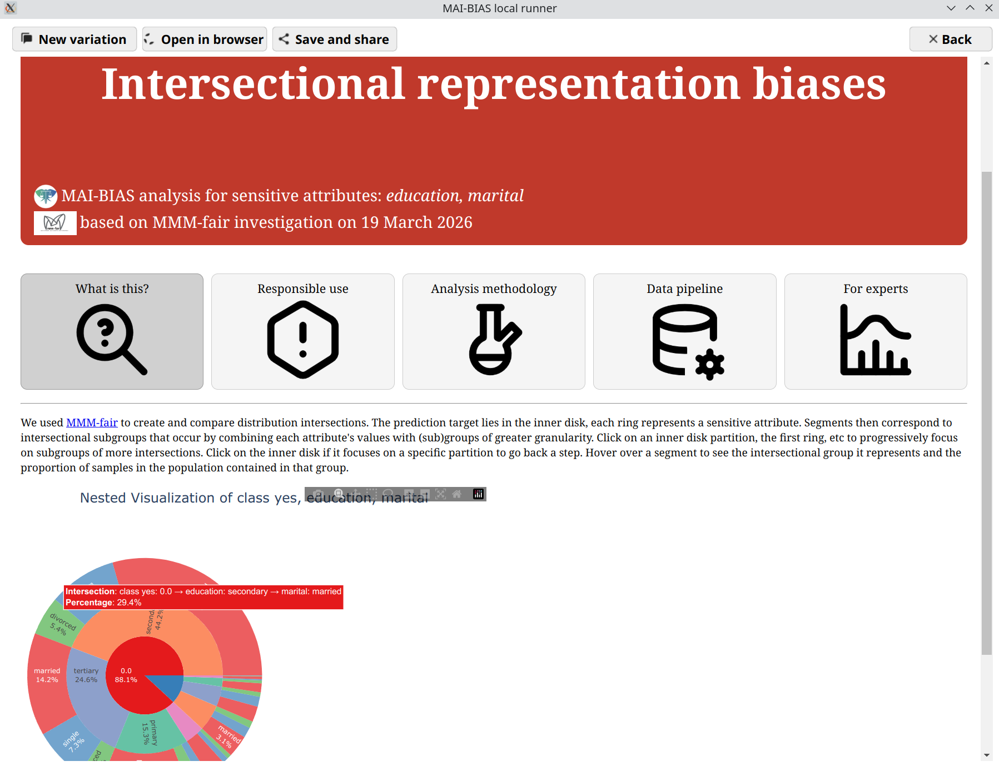 MAI-BIAS local runner
New variation
Open in browser
Save and share
Back
Intersectional representation biases
MAI-BIAS analysis for sensitive attributes: education, marital
based on MMM-fair investigation on 19 March 2026
What is this?
Responsible use
Analysis methodology
Data pipeline
For experts
We used MMM-fair to create and compare distribution intersections. The prediction target lies in the inner disk, each ring represents a sensitive attribute. Segments then correspond to
intersectional subgroups that occur by combining each attribute's values with (sub)groups of greater granularity. Click on an inner disk partition, the first ring, etc to progressively focus
on subgroups of more intersections. Click on the inner disk if it focuses on a specific partition to go back a step. Hover over a segment to see the intersectional group it represents and the
proportion of samples in the population contained in that group.
Nested Visualization of class yes, education, marital
Intersection: class yes: 0.0 → education: secondary → marital: married
Percentage: 29.4%
divorced
5.4%
44.2%
married
14.2%
tertiary
24.6%
0.0
88.1%
single
7.3%
primary
15.3%
married
3.1%